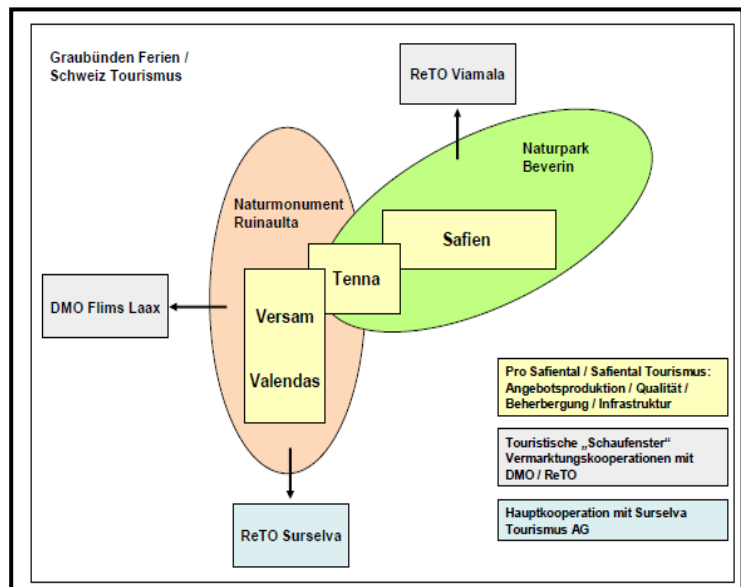 Graubünden Ferien /
Schweiz Tourismus
ReTO Viamala
Naturpark
Beverin
Naturmonument
Ruinaulta
Safien
Tenna
DMO Flims Laax
Versam
Valendas
Pro Safiental / Safiental Tourismus:
Angebotsproduktion / Qualität /
Beherbergung / Infrastruktur
Touristische „Schaufenster"
Vermarktungskooperationen mit
DMO / ReTO
Hauptkooperation mit Surselva
Tourismus AG
ReTO Surselva